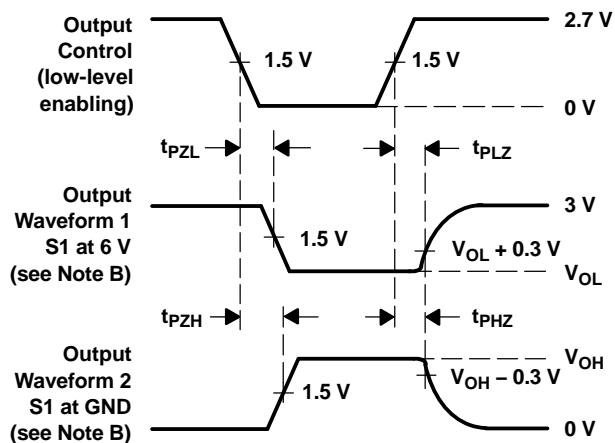 Output
Control
(low-level
enabling)
1.5 V
1.5 V
2.7 V
0 V
tPZL
tPLZ
Output
Waveform 1
S1 at 6 V
(see Note B)
1.5 V
3 V
VOL + 0.3 V
VOL
tPZH
tPHZ
Output
Waveform 2
S1 at GND
(see Note B)
1.5 V
VOH
VOH − 0.3 V
0 V